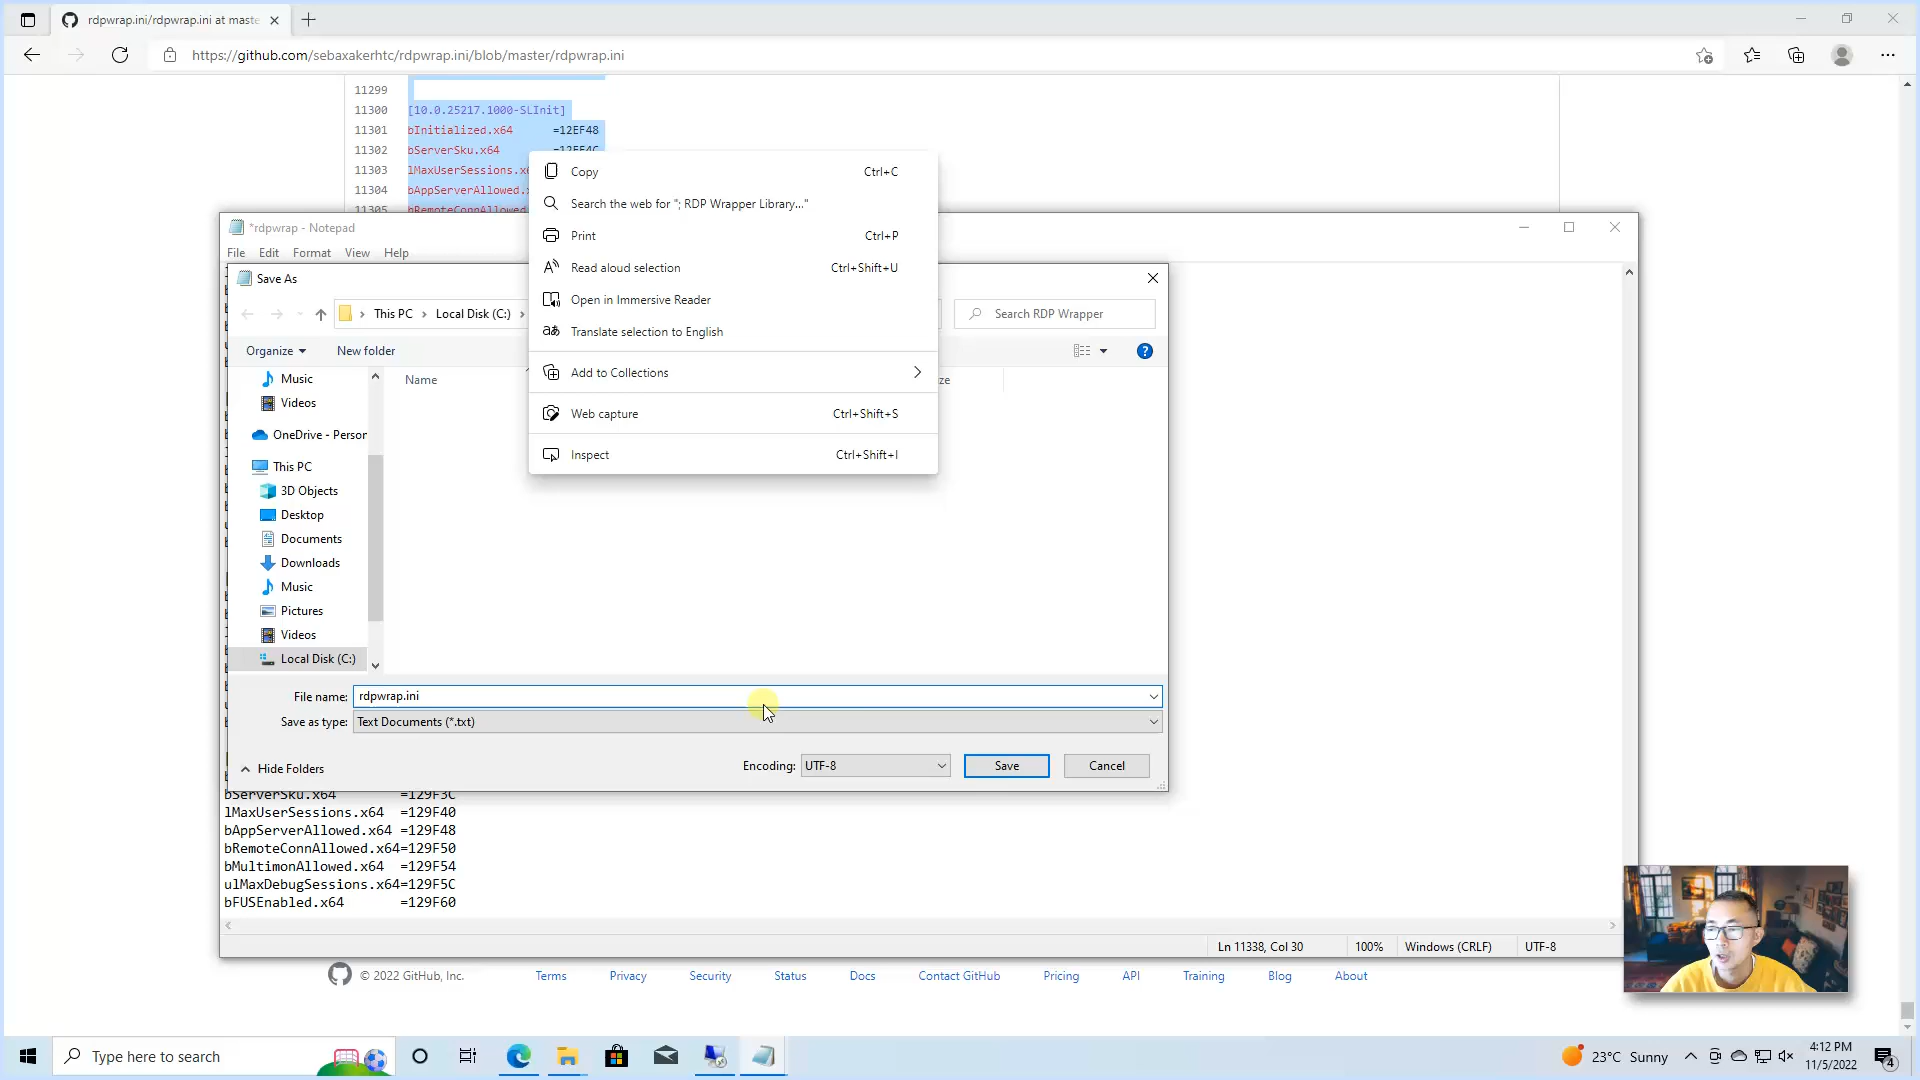 rdpwrap.ini/rdpwrap.ini at maste
https://github.com/sebaxakerhtc/rdpwrap.ini/blob/master/rdpwrap.ini
11299
11300 [10.0.25217.1000-SLInit]
11301 bInitialized.x64 =12EF48
11302 bServerSku.x64 =12EF4C
11303 lMaxUserSessions.x6
11304 bAppServerAllowed.x
11305 bRemoteConnAllowed.
Copy Ctrl+C
Search the web for "; RDP Wrapper Library..."
Print Ctrl+P
Read aloud selection Ctrl+Shift+U
Open in Immersive Reader
Translate selection to English
Add to Collections
Web capture Ctrl+Shift+S
Inspect Ctrl+Shift+I
*rdpwrap - Notepad
File Edit Format View Help
Save As
This PC Local Disk (C:)
Search RDP Wrapper
Organize New folder
Name ze
Music
Videos
OneDrive - Person
This PC
3D Objects
Desktop
Documents
Downloads
Music
Pictures
Videos
Local Disk (C:)
File name: rdpwrap.ini
Save as type: Text Documents (*.txt)
Hide Folders
Encoding: UTF-8 Save Cancel
bServerSku.x64 =129F3C
lMaxUserSessions.x64 =129F40
bAppServerAllowed.x64 =129F48
bRemoteConnAllowed.x64=129F50
bMultimonAllowed.x64 =129F54
ulMaxDebugSessions.x64=129F5C
bFUSEnabled.x64 =129F60
Ln 11338, Col 30 100% Windows (CRLF) UTF-8
© 2022 GitHub, Inc. Terms Privacy Security Status Docs Contact GitHub Pricing API Training Blog About
Type here to search
23°C Sunny
4:12 PM
11/5/2022
4